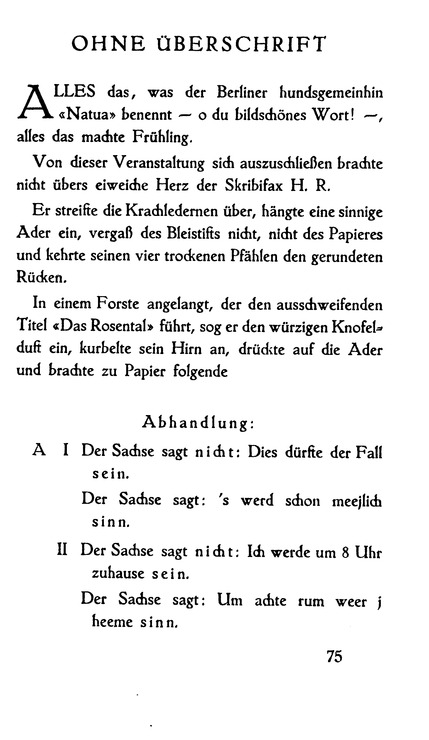 OHNE ÜBERSCHRIFT
ALLES das, was der Berliner hundsgemeinhin
«Natua» benennt — o du bildschönes Wort! —,
alles das machte Frühling.
Von dieser Veranstaltung sich auszuschließen brachte
nicht übers eiweiche Herz der Skribifax H. R.
Er streifte die Krachledernen über, hängte eine sinnige
Ader ein, vergaß des Bleistifts nicht, nicht des Papieres
und kehrte seinen vier trockenen Pfählen den gerundeten
Rücken.
In einem Forste angelangt, der den ausschweifenden
Titel «Das Rosental» führt, sog er den würzigen Knofel-
duft ein, kurbelte sein Hirn an, drückte auf die Ader
und brachte zu Papier folgende
Abhandlung:
A I Der Sachse sagt nicht: Dies dürfte der Fall
sein.
Der Sachse sagt: 's werd schon meejlich
sinn.
II Der Sachse sagt nicht: Ich werde um 8 Uhr
zuhause sein.
Der Sachse sagt: Um achte rum weer j
heeme sinn.
75